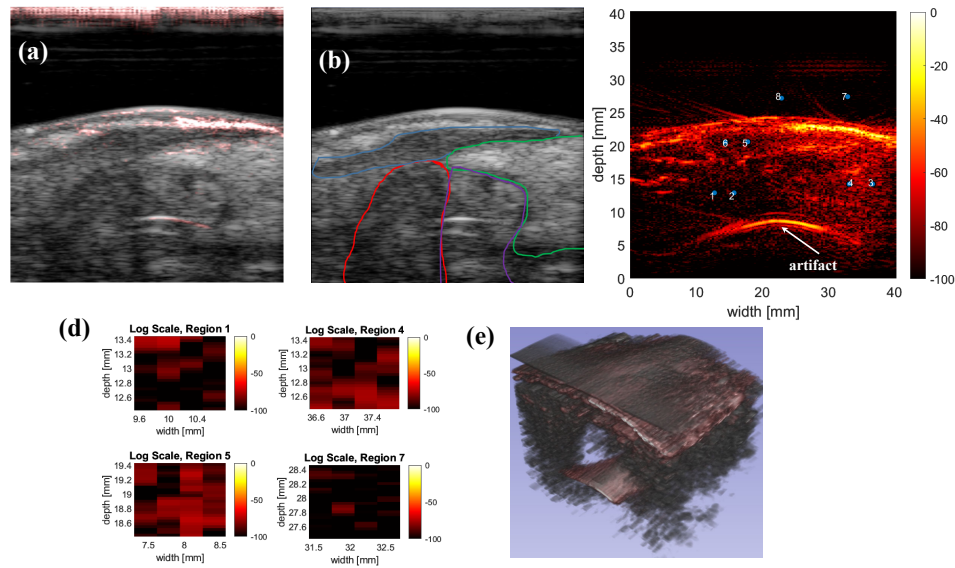 (a)
(b)
40
35
30
25
20
15
10
5
0
depth [mm]
8
7
6
5
4
3
1
2
artifact
0
10
20
30
40
width [mm]
0
-20
-40
-60
-80
-100
(d)
Log Scale, Region 1
13.4
13.2
13
12.8
12.6
depth [mm]
9.6 10 10.4
width [mm]
0
-50
-100
Log Scale, Region 4
13.4
13.2
13
12.8
12.6
depth [mm]
36.6 37 37.4
width [mm]
0
-50
-100
Log Scale, Region 5
19.4
19.2
19
18.8
18.6
depth [mm]
7.5 8 8.5
width [mm]
0
-50
-100
Log Scale, Region 7
28.4
28.2
28
27.8
27.6
depth [mm]
31.5 32 32.5
width [mm]
0
-50
-100
(e)